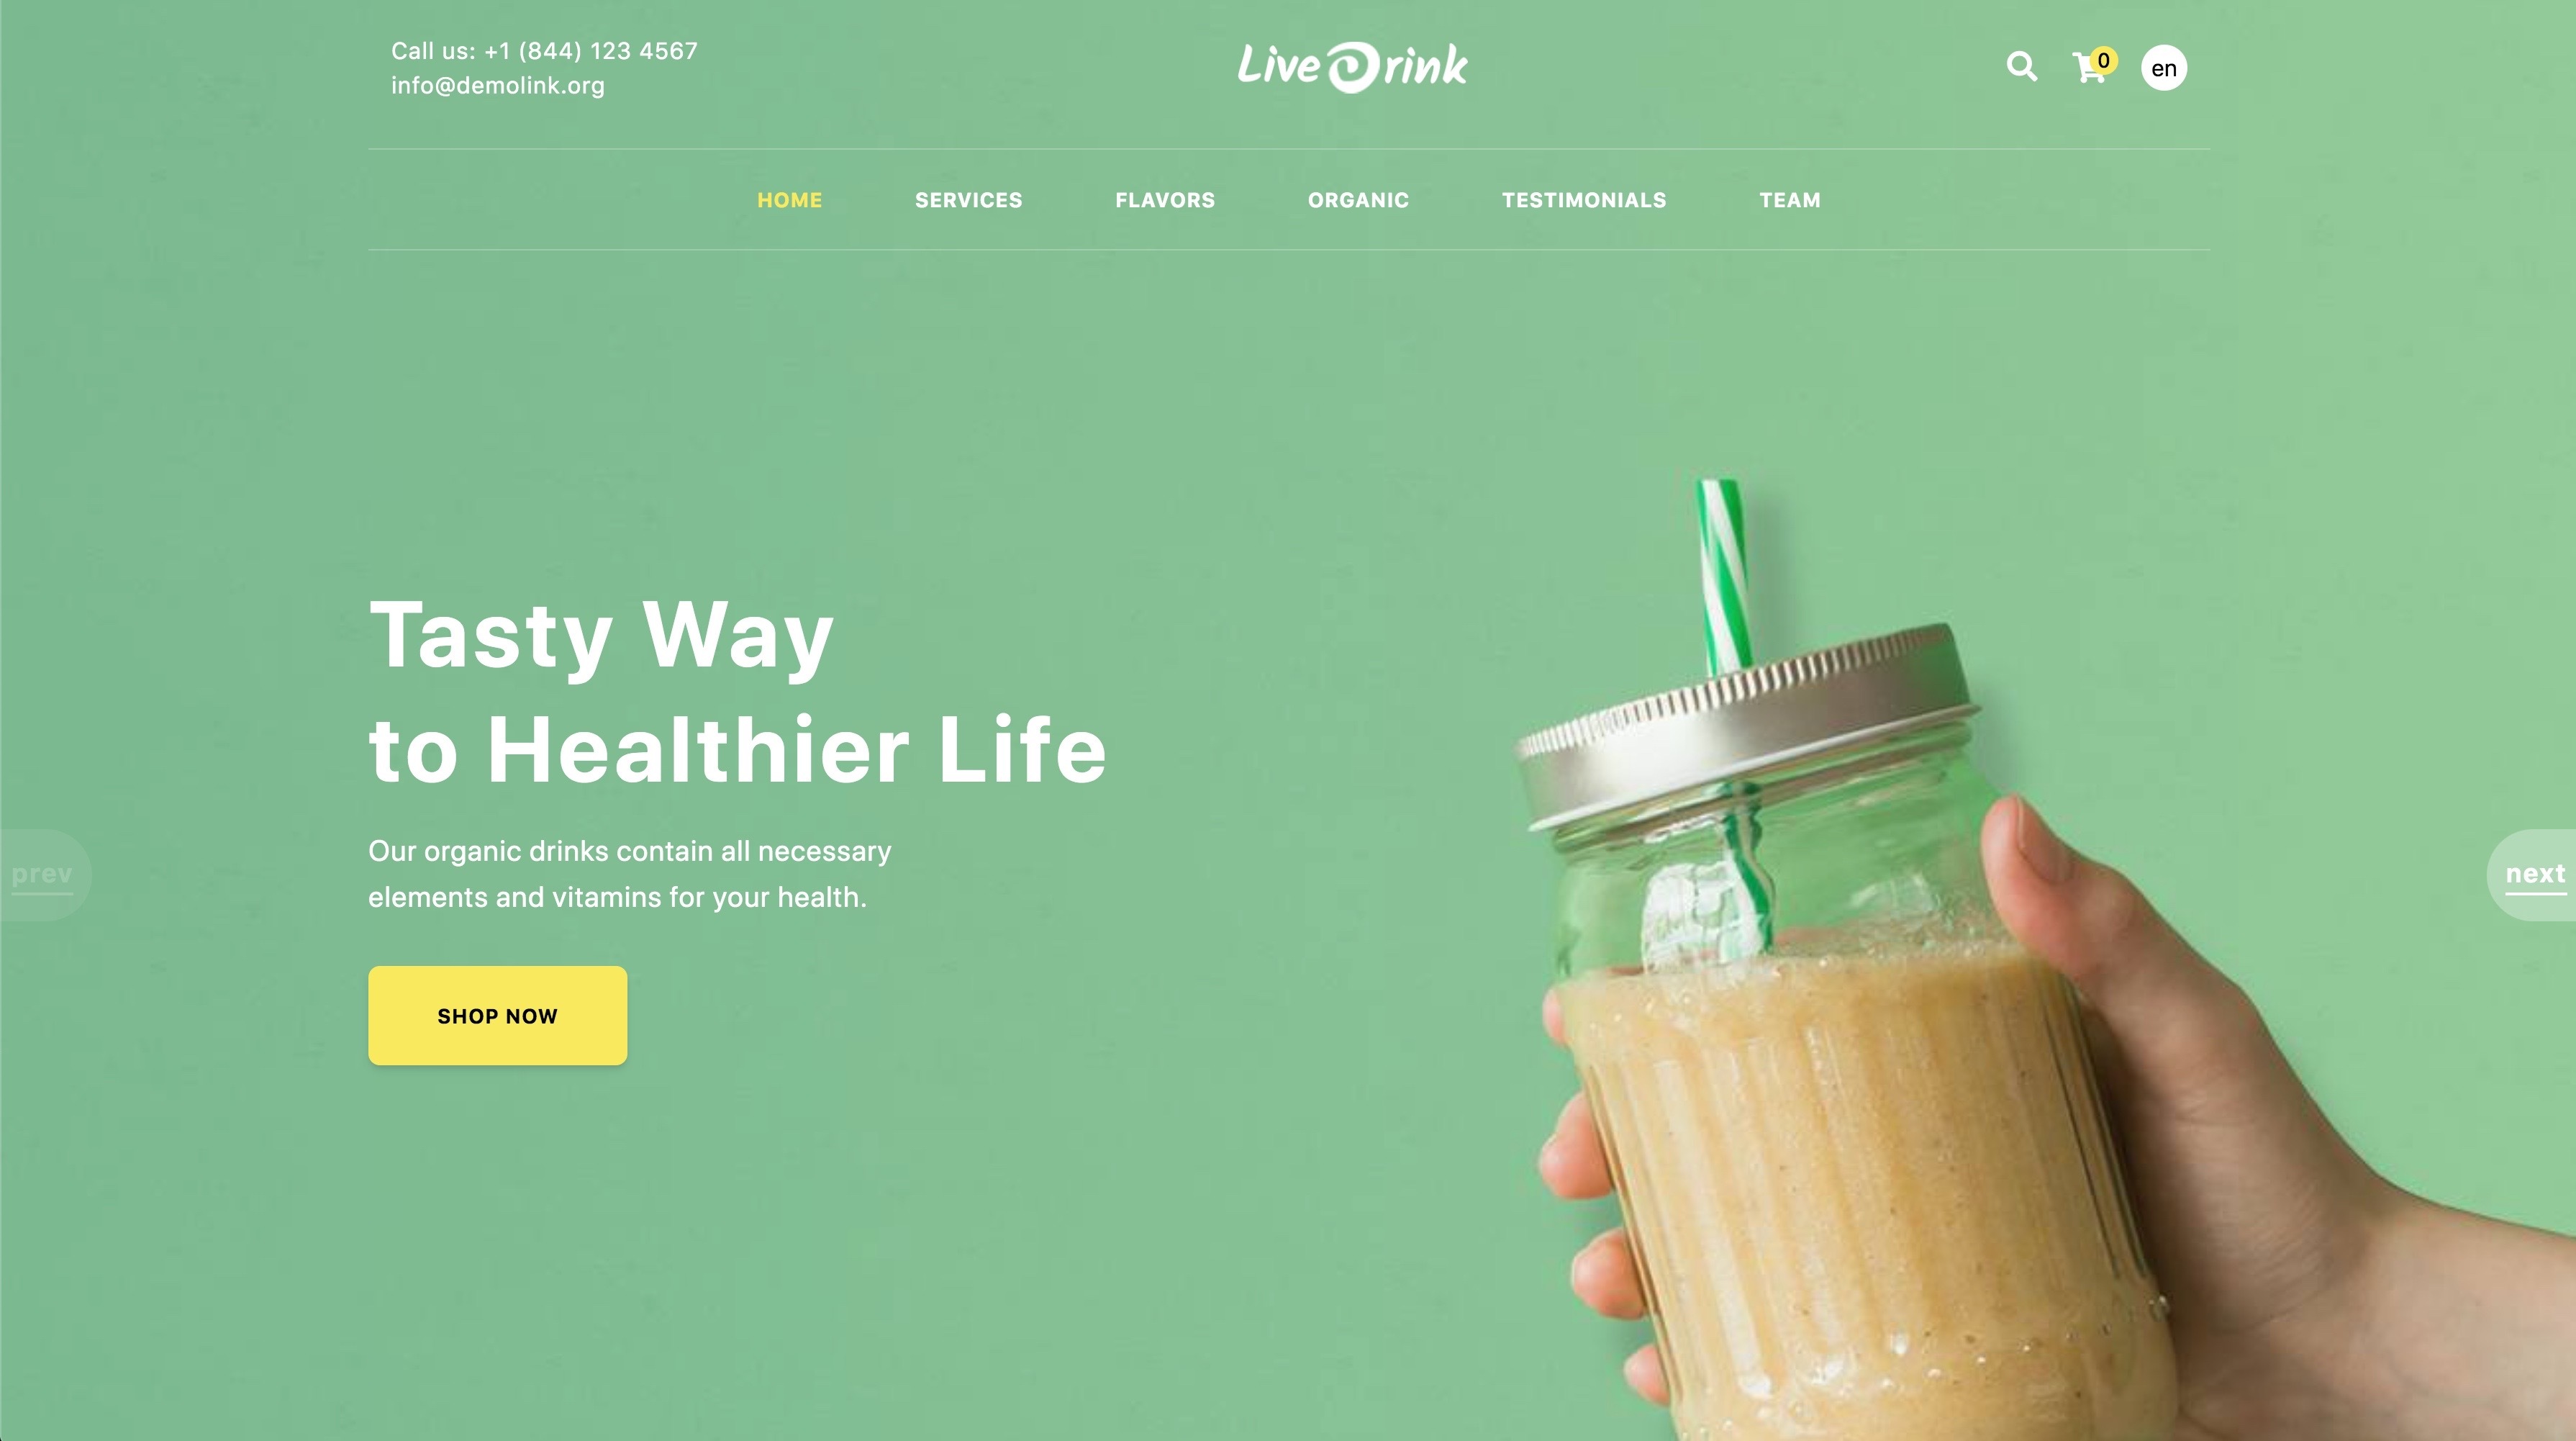 Call us: +1 (844) 123 4567
info@demolink.org
Live Drink
0
en
HOME SERVICES FLAVORS ORGANIC TESTIMONIALS TEAM
Tasty Way
to Healthier Life
Our organic drinks contain all necessary
elements and vitamins for your health.
prev
next
SHOP NOW